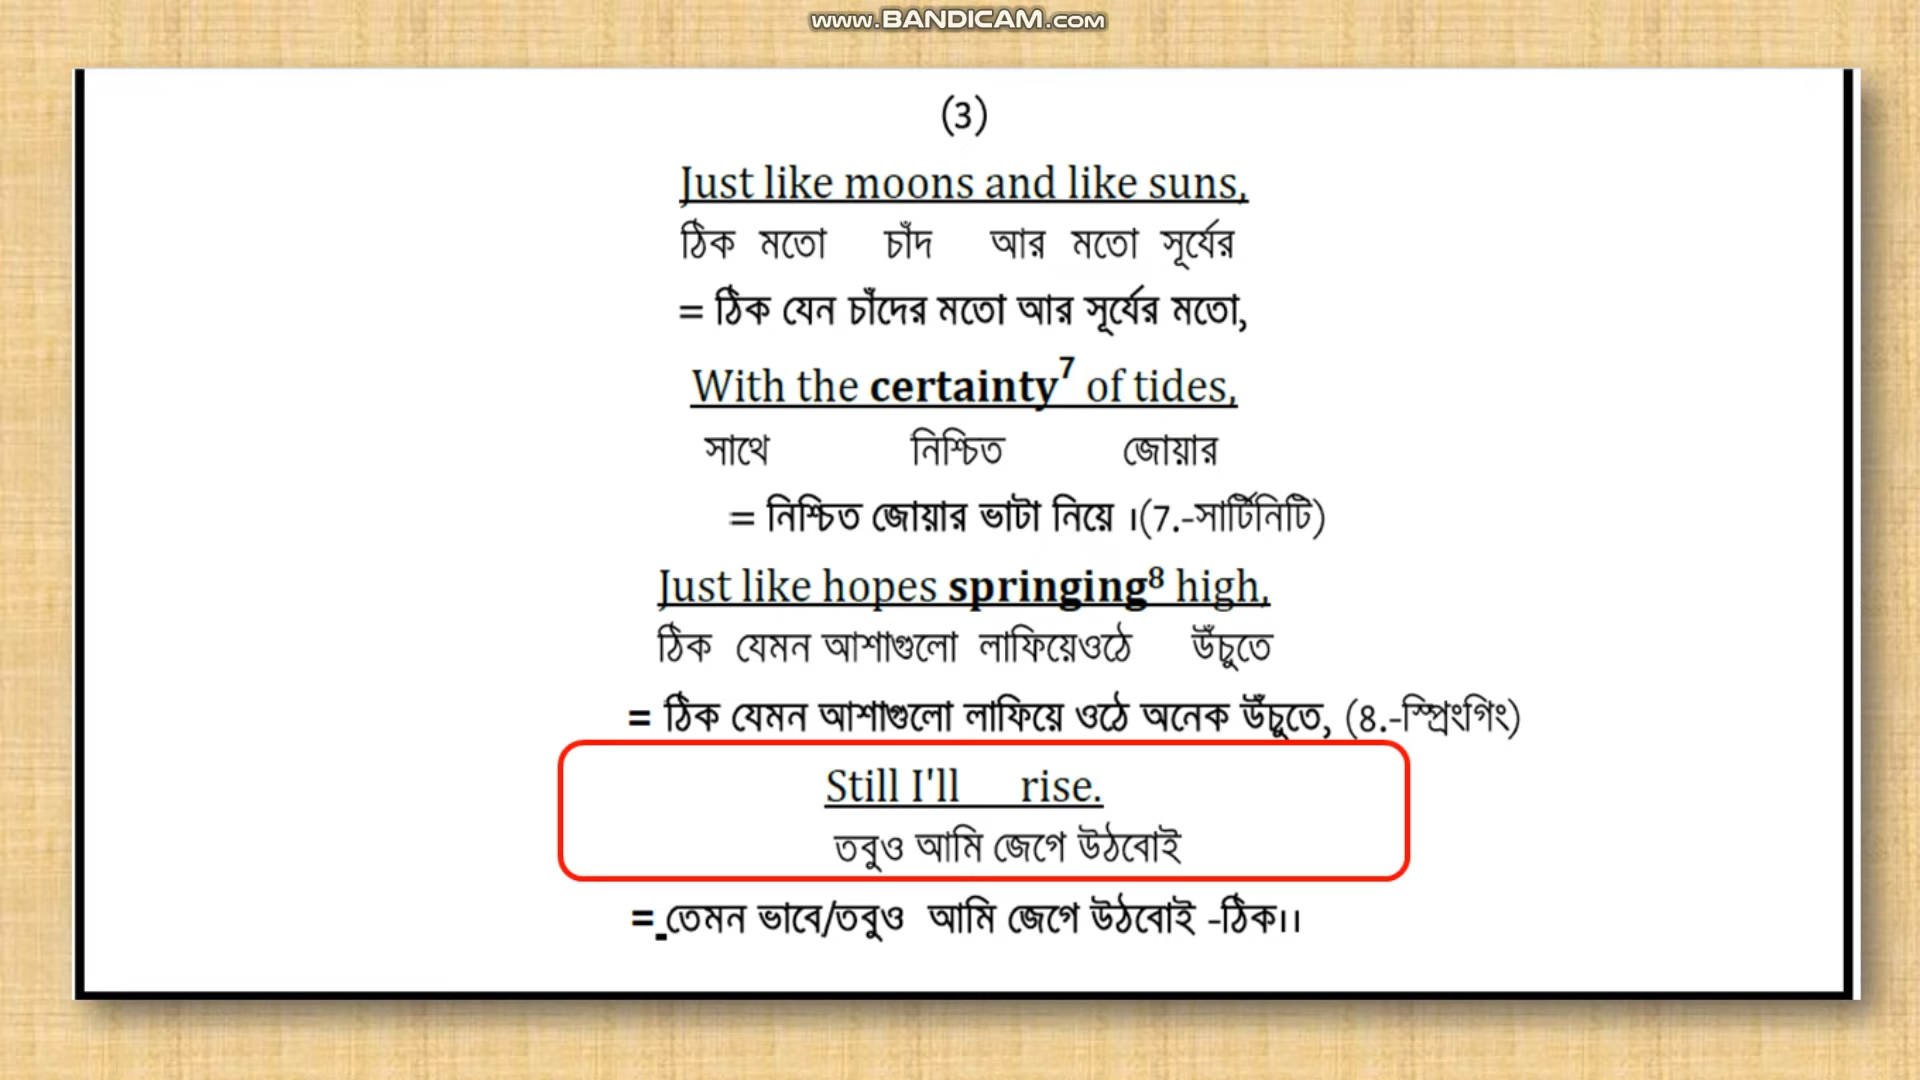 www.BANDICAM.com
(3)
Just like moons and like suns,
ঠিক মতো চাঁদ আর মতো সূর্যের
= ঠিক যেন চাঁদের মতো আর সূর্যের মতো,
With the certainty⁷ of tides,
সাথে নিশ্চিত জোয়ার
= নিশ্চিত জোয়ার ভাটা নিয়ে ।(7.-সার্টিনিটি)
Just like hopes springing⁸ high,
ঠিক যেমন আশাগুলো লাফিয়েওঠে উঁচুতে
= ঠিক যেমন আশাগুলো লাফিয়ে ওঠে অনেক উঁচুতে, (8.-স্প্রিংগিং)
Still I'll rise.
তবুও আমি জেগে উঠবোই
= তেমন ভাবে/তবুও আমি জেগে উঠবোই -ঠিক।।